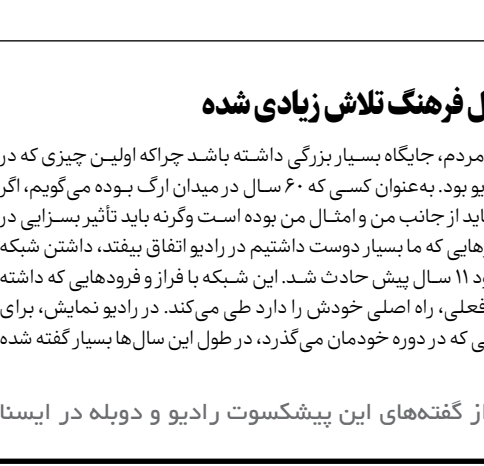 ل فرهنگ تلاش زیادی شده
مردم، جایگاه بسیار بزرگی داشته باشد چراکه اولین چیزی که در
یو بود. به‌عنوان کسی که ۶۰ سال در میدان ارگ بوده می‌گویم، اگر
اید از جانب من و امثال من بوده است وگرنه باید تأثیر بسزایی در
هایی که ما بسیار دوست داشتیم در رادیو اتفاق بیفتد، داشتن شبکه
ود ۱۱ سال پیش حادث شد. این شبکه با فراز و فرودهایی که داشته
فعلی، راه اصلی خودش را دارد طی می‌کند. در رادیو نمایش، برای
ی که در دوره خودمان می‌گذرد، در طول این سال‌ها بسیار گفته شده
از گفته‌های این پیشکسوت رادیو و دوبله در ایسنا